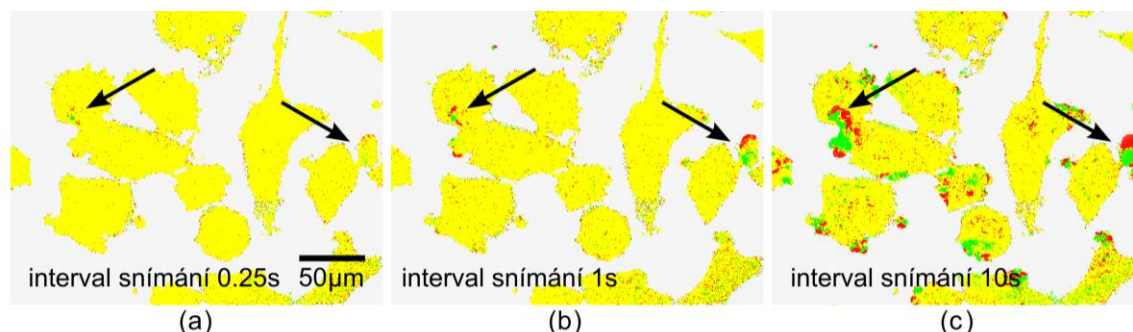 interval snímání 0.25s 50µm
interval snímání 1s
interval snímání 10s
(a)
(b)
(c)